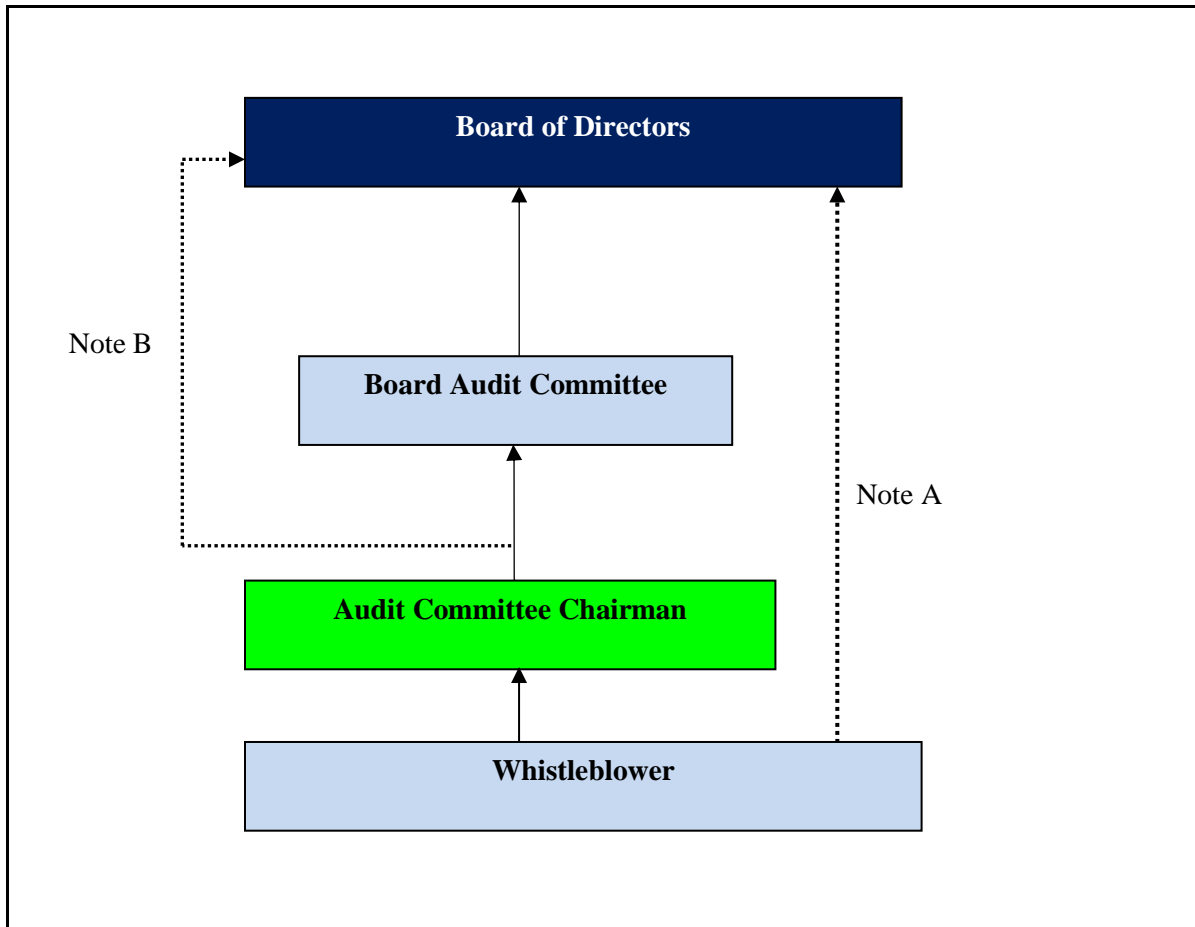 Board of Directors
Note B
Board Audit Committee
Note A
Audit Committee Chairman
Whistleblower